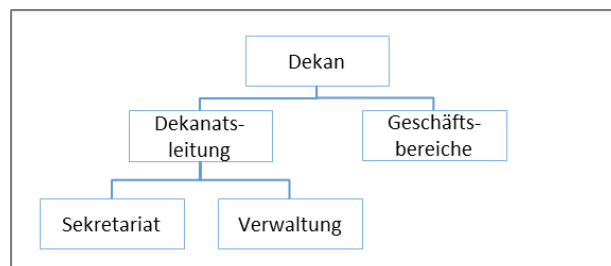 Dekan
Dekanats-
leitung
Geschäfts-
bereiche
Sekretariat
Verwaltung